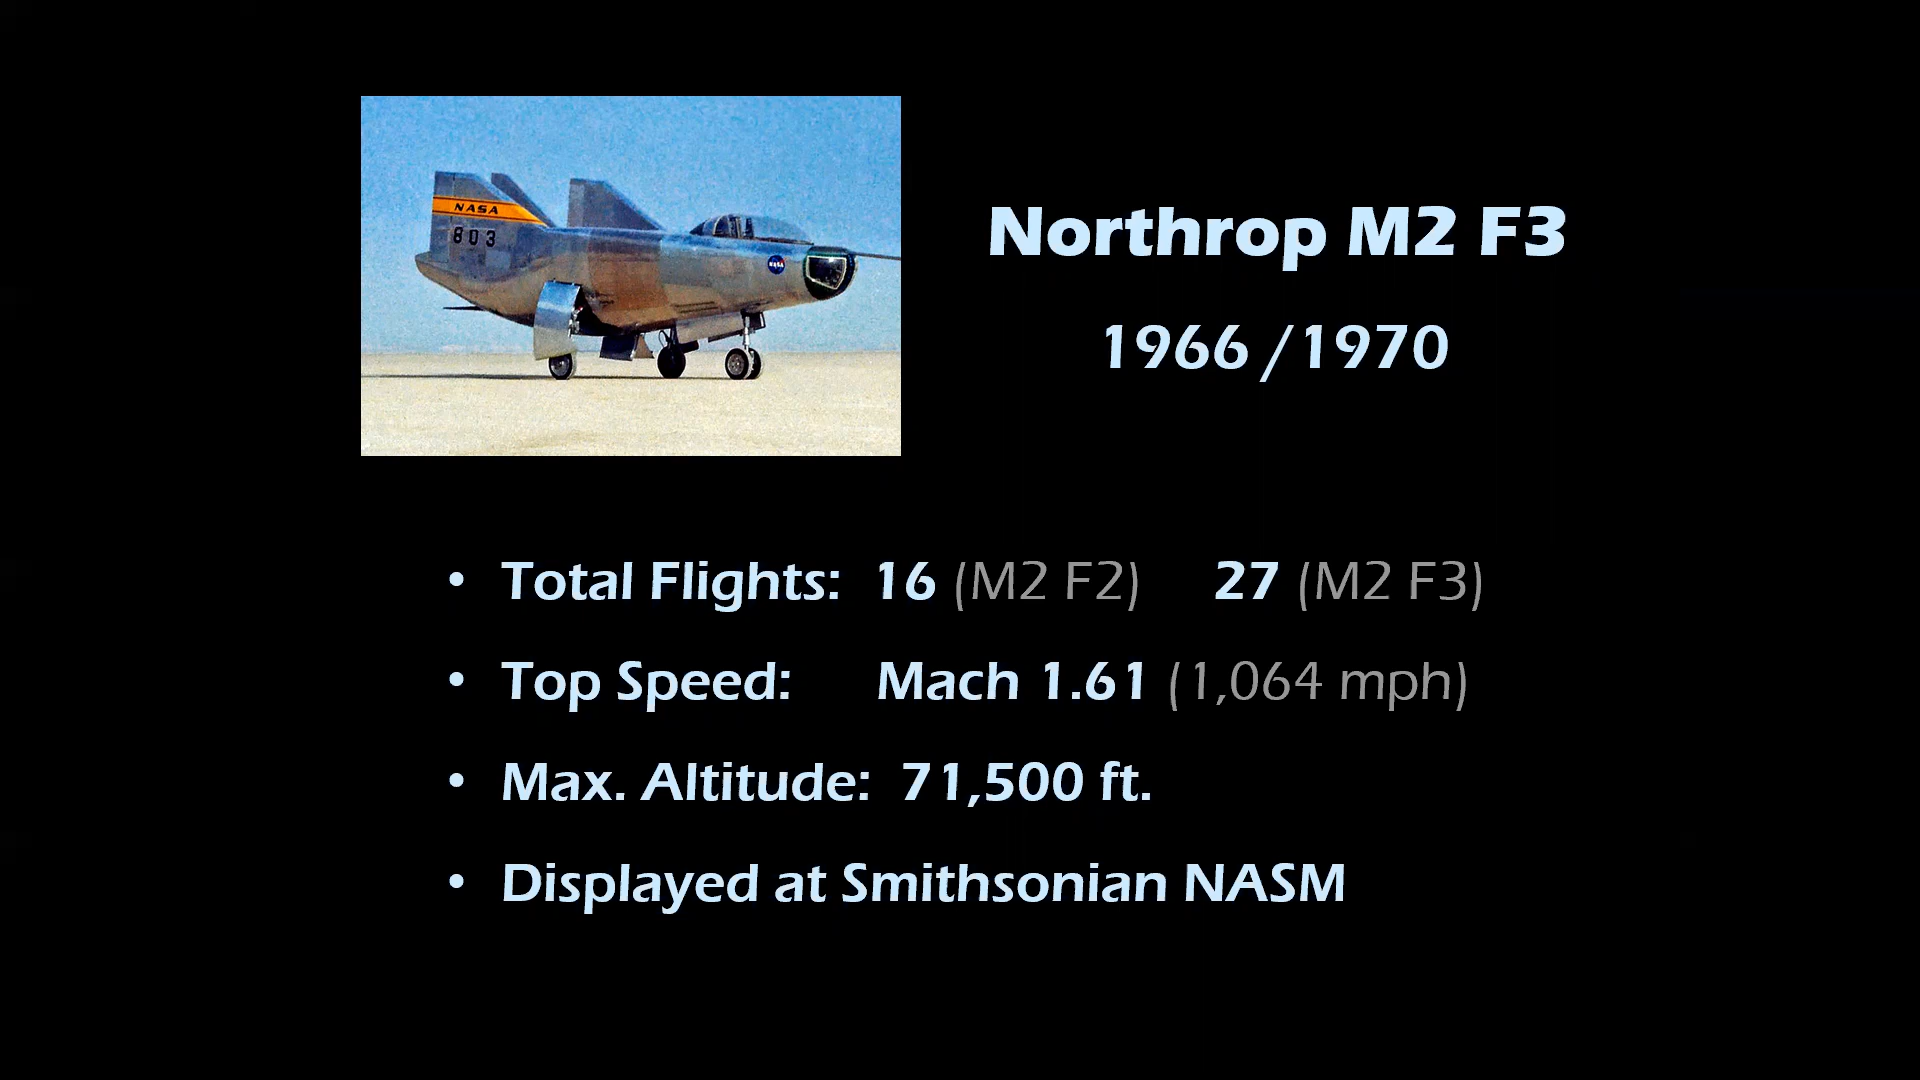 NASA
803
NASA
Northrop M2 F3
1966 / 1970
• Total Flights: 16 (M2 F2) 27 (M2 F3)
• Top Speed: Mach 1.61 (1,064 mph)
• Max. Altitude: 71,500 ft.
• Displayed at Smithsonian NASM